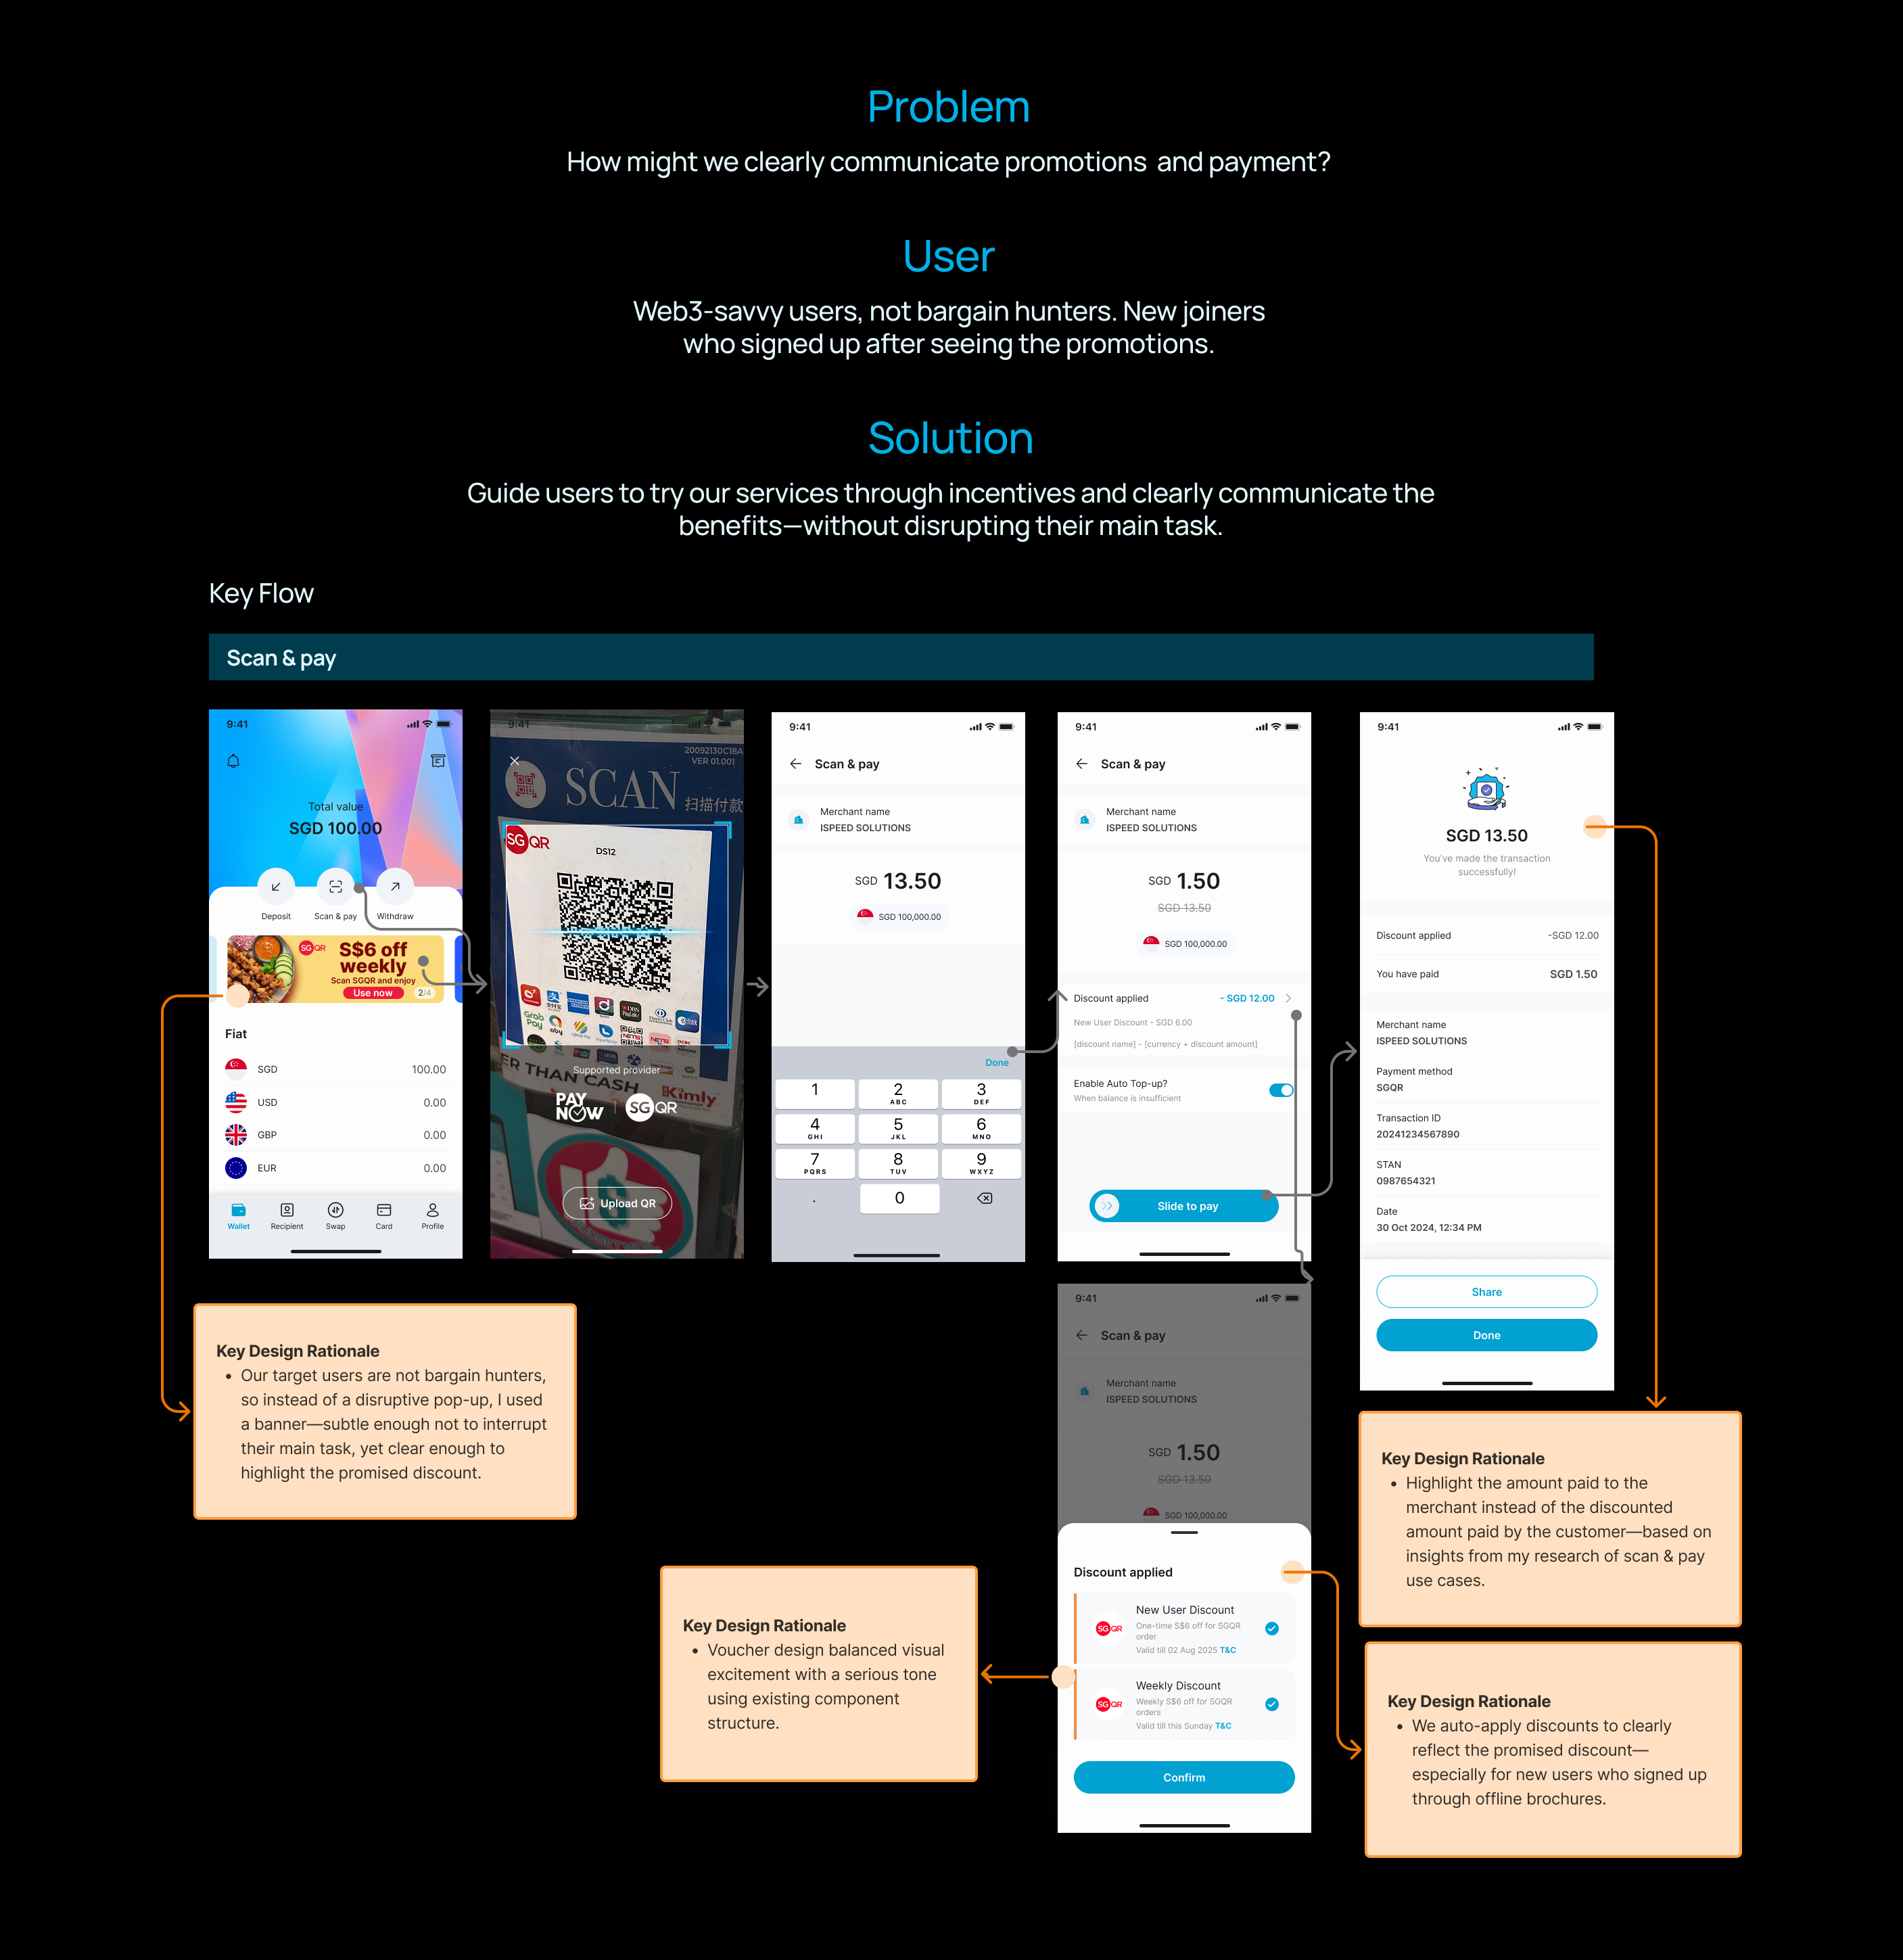 Problem
How might we clearly communicate promotions and payment?
User
Web3-savvy users, not bargain hunters. New joiners
who signed up after seeing the promotions.
Solution
Guide users to try our services through incentives and clearly communicate the
benefits—without disrupting their main task.
Key Flow
Scan & pay
9:41
Total value
SGD 100.00
Deposit
Scan & pay
Withdraw
SGQR
S$6 off
weekly
Scan SGQR and enjoy
Use now
2/4
Fiat
SGD 100.00
USD 0.00
GBP 0.00
EUR 0.00
Wallet
Recipient
Swap
Card
Profile
9:41
20092130C18A
VER 01.001
SCAN
扫描付款
SGQR
DS12
Grab
Pay
ER THAN CASH
Supported provider
Kimly
PAY
NOW
SGQR
Upload QR
9:41
Scan & pay
Merchant name
ISPEED SOLUTIONS
SGD 13.50
SGD 100,000.00
Done
1
2
ABC
3
DEF
4
GHI
5
JKL
6
MNO
7
PQRS
8
TUV
9
WXYZ
.
0
9:41
Scan & pay
Merchant name
ISPEED SOLUTIONS
SGD 1.50
SGD 13.50
SGD 100,000.00
Discount applied - SGD 12.00
New User Discount - SGD 6.00
[discount name] - [currency + discount amount]
Enable Auto Top-up?
When balance is insufficient
Slide to pay
9:41
SGD 13.50
You've made the transaction
successfully!
Discount applied -SGD 12.00
You have paid SGD 1.50
Merchant name
ISPEED SOLUTIONS
Payment method
SGQR
Transaction ID
20241234567890
STAN
0987654321
Date
30 Oct 2024, 12:34 PM
Share
Done
9:41
Scan & pay
Merchant name
ISPEED SOLUTIONS
SGD 1.50
SGD 13.50
SGD 100,000.00
Discount applied
SGQR
New User Discount
One-time S$6 off for SGQR
order
Valid till 02 Aug 2025 T&C
SGQR
Weekly Discount
Weekly S$6 off for SGQR
orders
Valid till this Sunday T&C
Confirm
Key Design Rationale
• Our target users are not bargain hunters,
so instead of a disruptive pop-up, I used
a banner—subtle enough not to interrupt
their main task, yet clear enough to
highlight the promised discount.
Key Design Rationale
• Voucher design balanced visual
excitement with a serious tone
using existing component
structure.
Key Design Rationale
• Highlight the amount paid to the
merchant instead of the discounted
amount paid by the customer—based on
insights from my research of scan & pay
use cases.
Key Design Rationale
• We auto-apply discounts to clearly
reflect the promised discount—
especially for new users who signed up
through offline brochures.